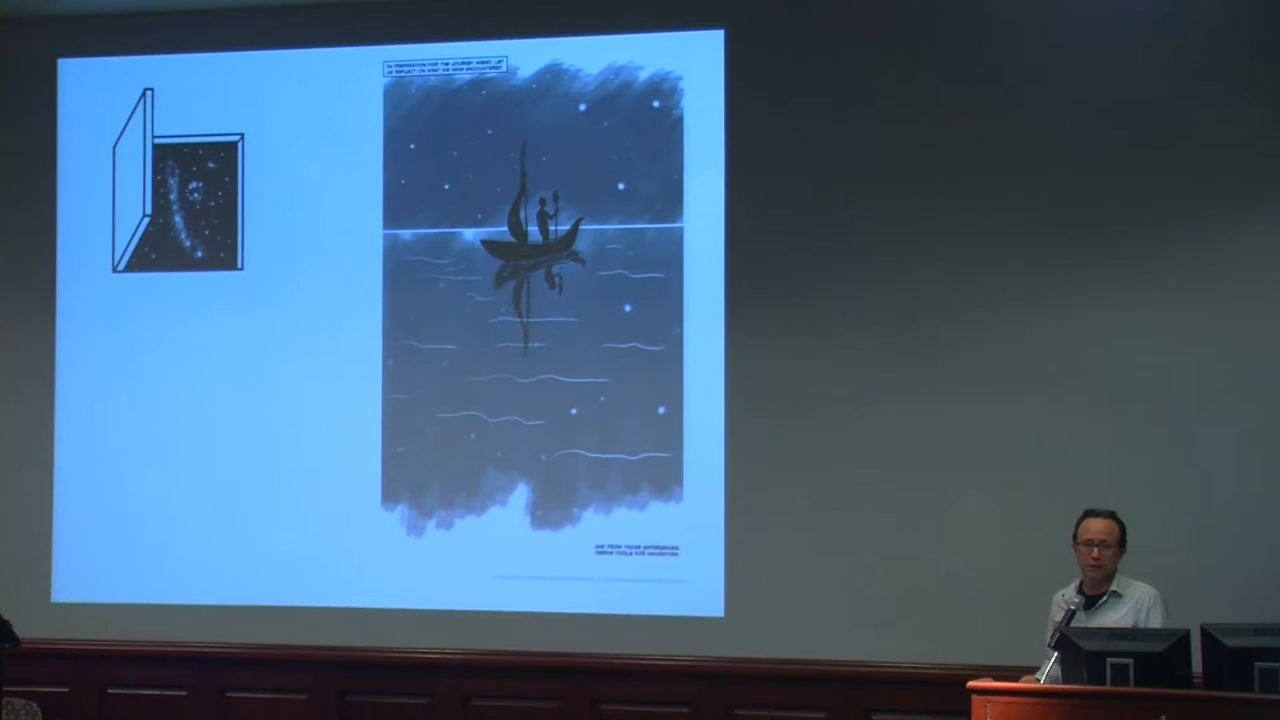 IN PREPARATION FOR THE JOURNEY AHEAD, LET
US REFLECT ON WHAT WE HAVE ENCOUNTERED.
AND FROM THOSE EXPERIENCES,
FORGE TOOLS FOR NAVIGATION.